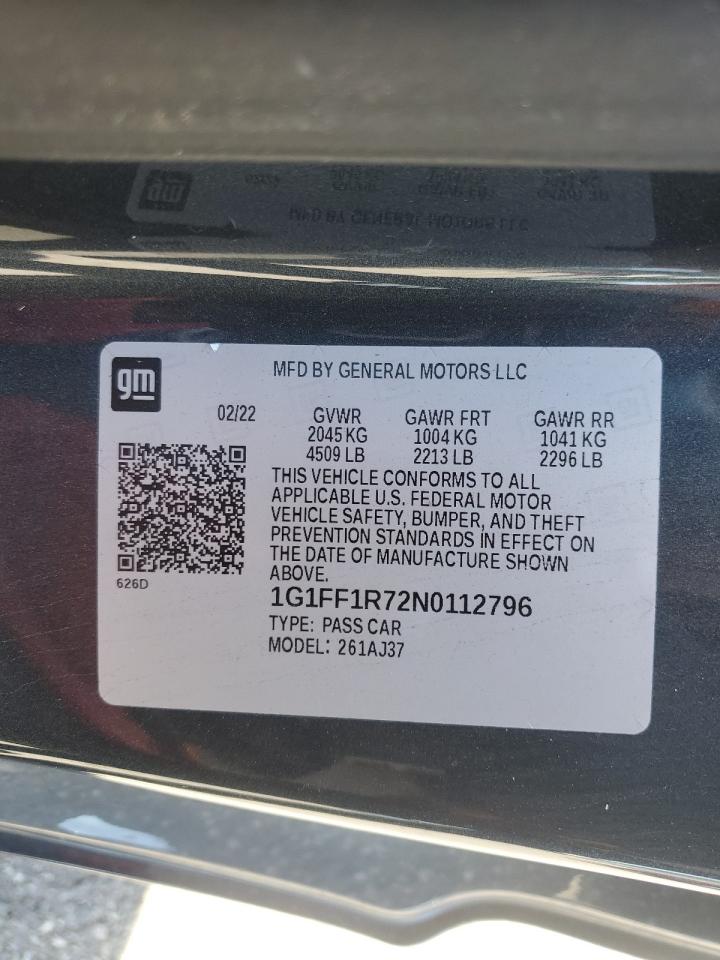 gm
MFD BY GENERAL MOTORS LLC
02/22 GVWR GAWR FRT GAWR RR
2045 KG 1004 KG 1041 KG
4509 LB 2213 LB 2296 LB
THIS VEHICLE CONFORMS TO ALL
APPLICABLE U.S. FEDERAL MOTOR
VEHICLE SAFETY, BUMPER, AND THEFT
PREVENTION STANDARDS IN EFFECT ON
THE DATE OF MANUFACTURE SHOWN
ABOVE.
626D
1G1FF1R72N0112796
TYPE: PASS CAR
MODEL: 261AJ37